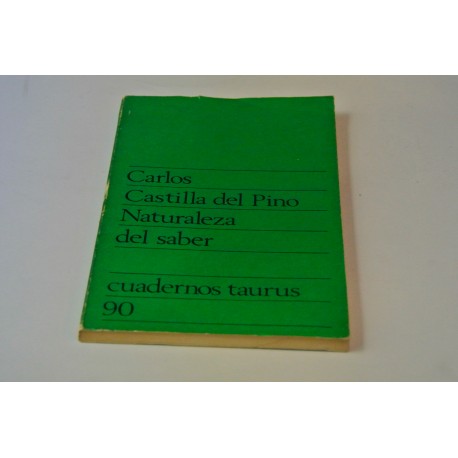 Carlos
Castilla del Pino
Naturaleza
del saber
cuadernos taurus
90